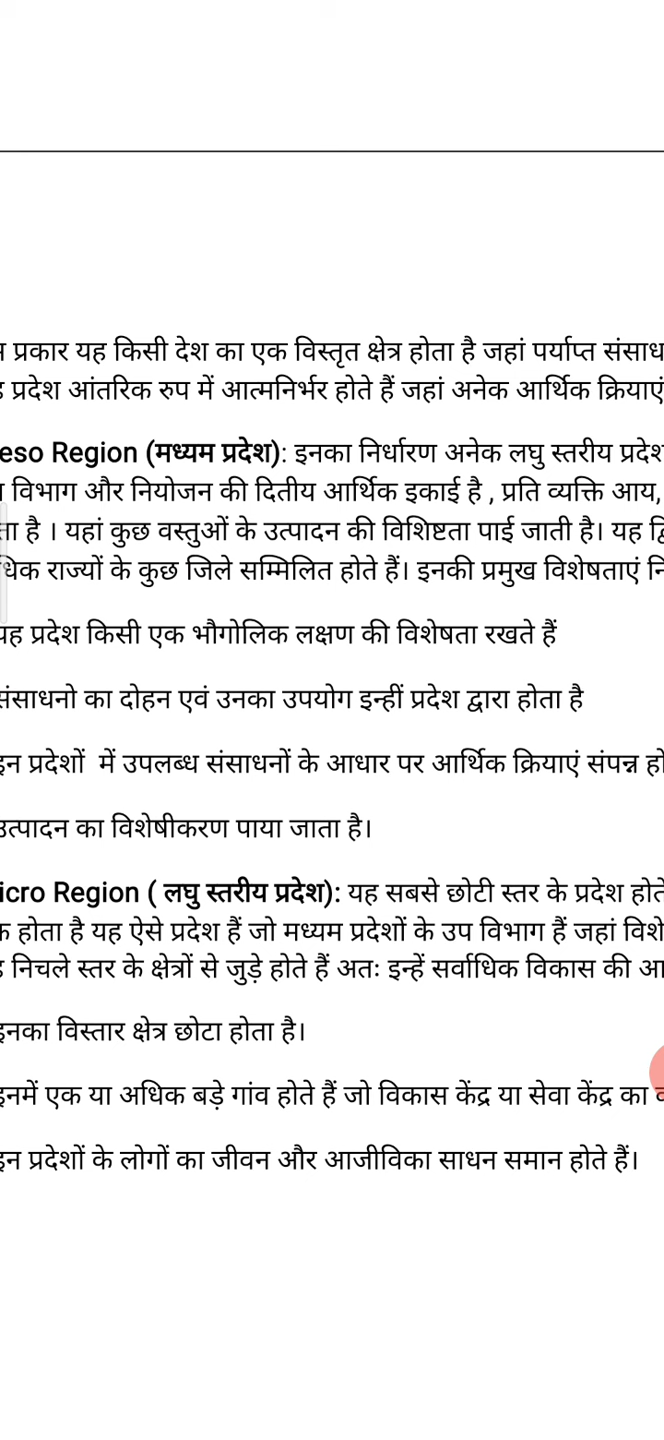 प्रकार यह किसी देश का एक विस्तृत क्षेत्र होता है जहां पर्याप्त
प्रदेश आंतरिक रुप में आत्मनिर्भर होते हैं जहां अनेक आर्थिक क्रियाएं
eso Region (मध्यम प्रदेश): इनका निर्धारण अनेक लघु स्तरीय
विभाग और नियोजन की दितीय आर्थिक इकाई है , प्रति व्यक्ति आय,
ता है । यहां कुछ वस्तुओं के उत्पादन की विशिष्टता पाई जाती है। यह
धिक राज्यों के कुछ जिले सम्मिलित होते हैं। इनकी प्रमुख विशेषताएं
यह प्रदेश किसी एक भौगोलिक लक्षण की विशेषता रखते हैं
संसाधनो का दोहन एवं उनका उपयोग इन्हीं प्रदेश द्वारा होता है
इन प्रदेशों में उपलब्ध संसाधनों के आधार पर आर्थिक क्रियाएं संपन्न हो
उत्पादन का विशेषीकरण पाया जाता है।
icro Region ( लघु स्तरीय प्रदेश): यह सबसे छोटी स्तर के प्रदेश होते
क होता है यह ऐसे प्रदेश हैं जो मध्यम प्रदेशों के उप विभाग हैं जहां विशे
निचले स्तर के क्षेत्रों से जुड़े होते हैं अतः इन्हें सर्वाधिक विकास की आ
इनका विस्तार क्षेत्र छोटा होता है।
इनमें एक या अधिक बड़े गांव होते हैं जो विकास केंद्र या सेवा केंद्र का
इन प्रदेशों के लोगों का जीवन और आजीविका साधन समान होते हैं।